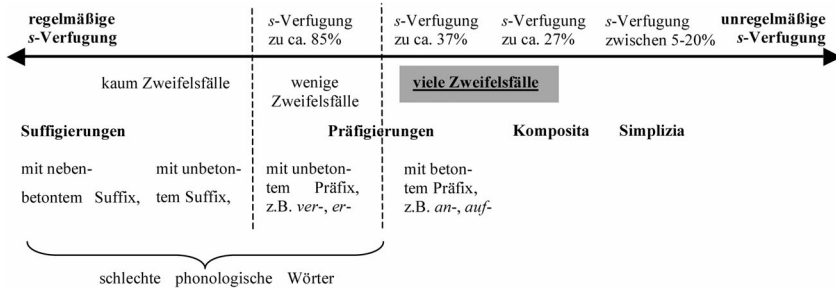 regelmäßige
s-Verfugung
s-Verfugung
zu ca. 85%
s-Verfugung
zu ca. 37%
s-Verfugung
zu ca. 27%
s-Verfugung
zwischen 5-20%
unregelmäßige
s-Verfugung
kaum Zweifelsfälle
wenige
Zweifelsfälle
viele Zweifelsfälle
Suffigierungen
Präfigierungen
Komposita
Simplizia
mit neben-
betontem Suffix,
mit unbeton-
tem Suffix,
mit unbeton-
tem Präfix,
z.B. ver-, er-
mit beton-
tem Präfix,
z.B. an-, auf-
schlechte phonologische Wörter